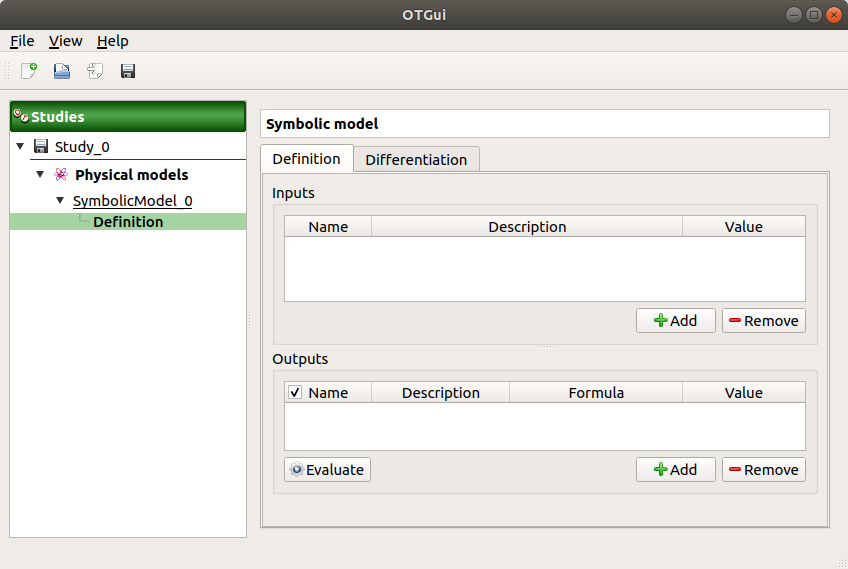 OTGui
File View Help
Studies
Study_0
Physical models
SymbolicModel_0
Definition
Symbolic model
Definition Differentiation
Inputs
Name Description Value
Add Remove
Outputs
Name Description Formula Value
Evaluate Add Remove